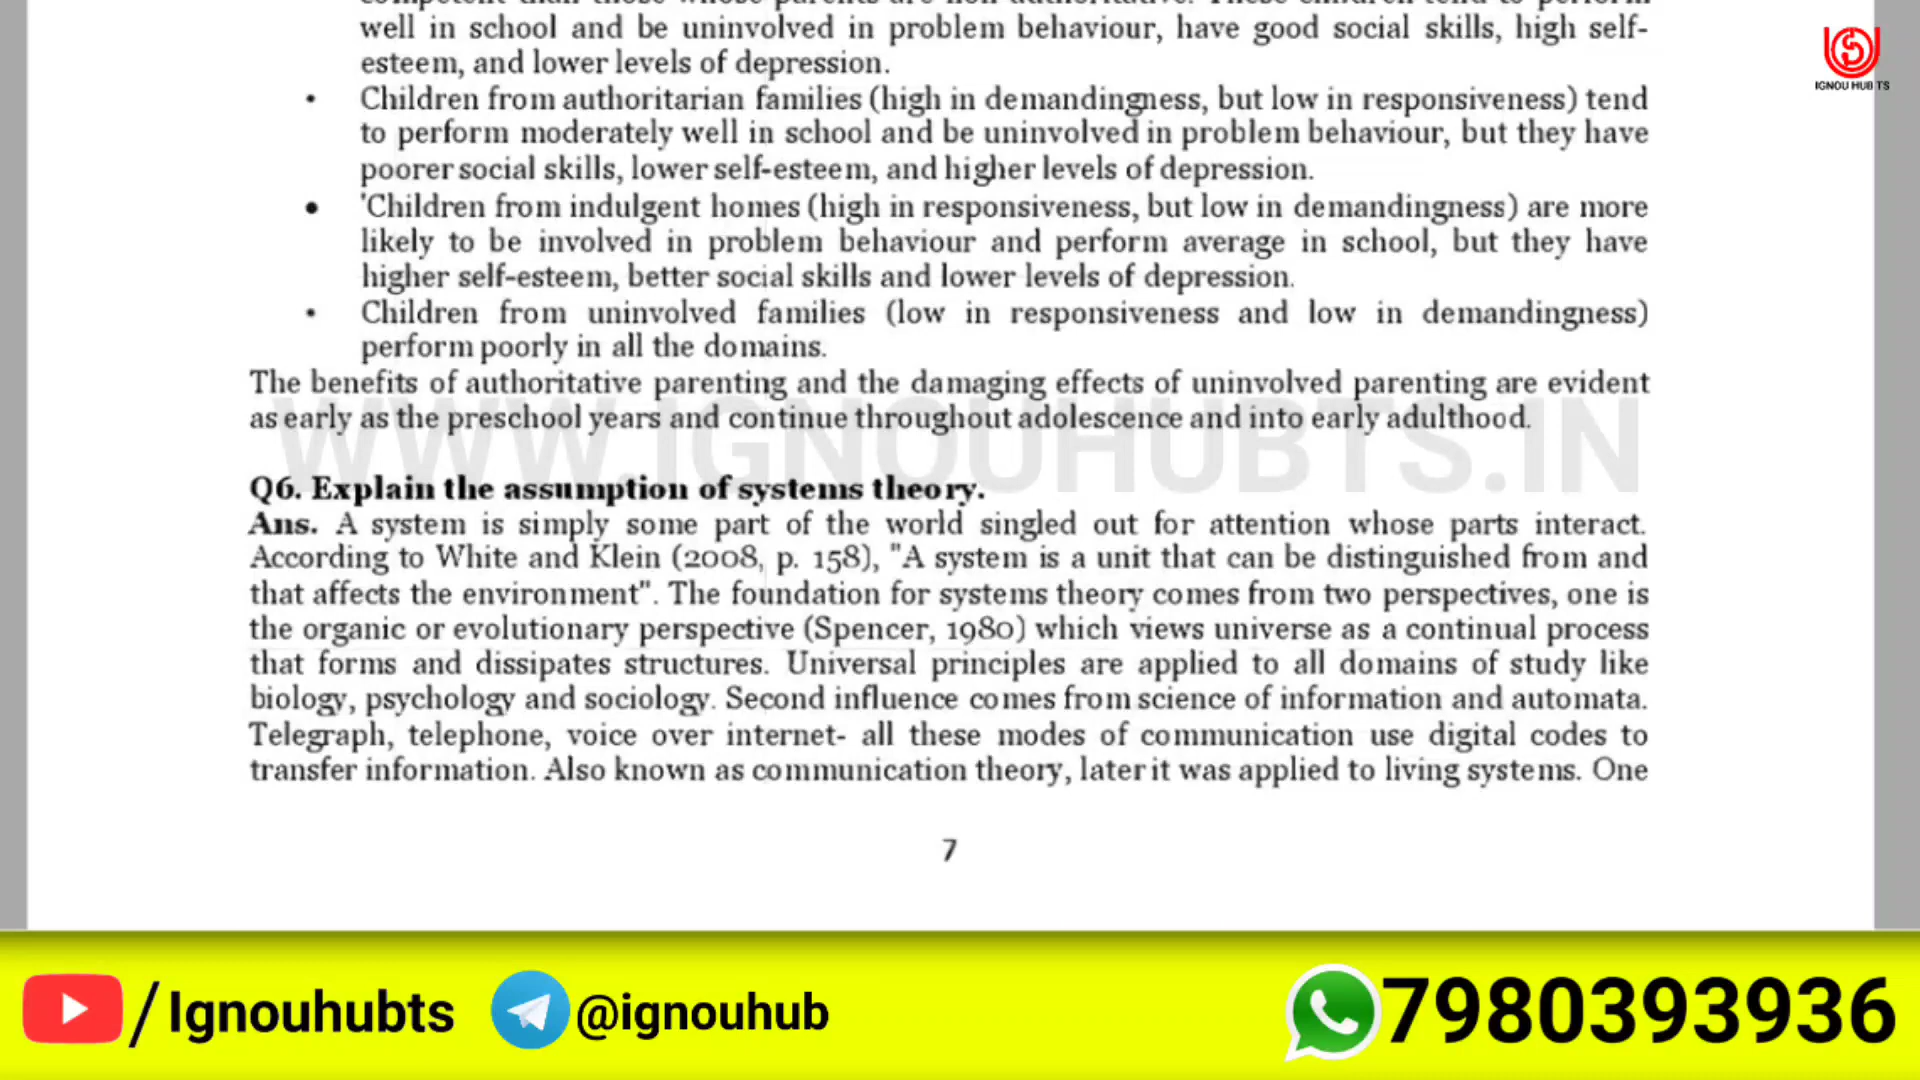 well in school and be uninvolved in problem behaviour, have good social skills, high self-
esteem, and lower levels of depression.
• Children from authoritarian families (high in demandingness, but low in responsiveness) tend
to perform moderately well in school and be uninvolved in problem behaviour, but they have
poorer social skills, lower self-esteem, and higher levels of depression.
• 'Children from indulgent homes (high in responsiveness, but low in demandingness) are more
likely to be involved in problem behaviour and perform average in school, but they have
higher self-esteem, better social skills and lower levels of depression.
• Children from uninvolved families (low in responsiveness and low in demandingness)
perform poorly in all the domains.
The benefits of authoritative parenting and the damaging effects of uninvolved parenting are evident
as early as the preschool years and continue throughout adolescence and into early adulthood.
WWW.IGNOUHUBTS.IN
Q6. Explain the assumption of systems theory.
Ans. A system is simply some part of the world singled out for attention whose parts interact.
According to White and Klein (2008, p. 158), "A system is a unit that can be distinguished from and
that affects the environment". The foundation for systems theory comes from two perspectives, one is
the organic or evolutionary perspective (Spencer, 1980) which views universe as a continual process
that forms and dissipates structures. Universal principles are applied to all domains of study like
biology, psychology and sociology. Second influence comes from science of information and automata.
Telegraph, telephone, voice over internet- all these modes of communication use digital codes to
transfer information. Also known as communication theory, later it was applied to living systems. One
7
IGNOU HUB TS
/Ignouhubts @ignouhub 7980393936